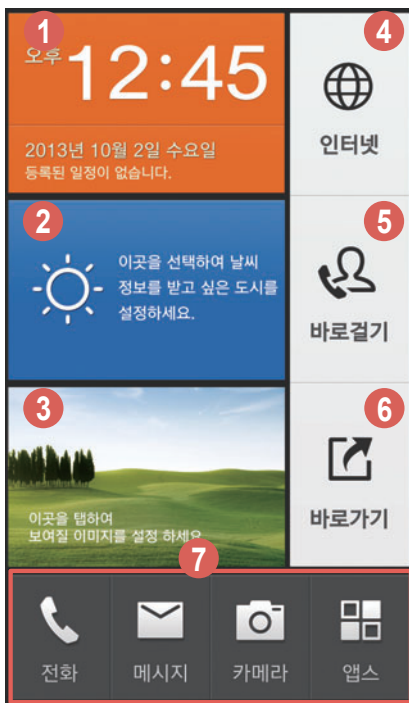 1
오후 12:45
2013년 10월 2일 수요일
등록된 일정이 없습니다.
2
이곳을 선택하여 날씨
정보를 받고 싶은 도시를
설정하세요.
3
이곳을 탭하여
보여질 이미지를 설정 하세요
4
인터넷
5
바로걸기
6
바로가기
7
전화
메시지
카메라
앱스